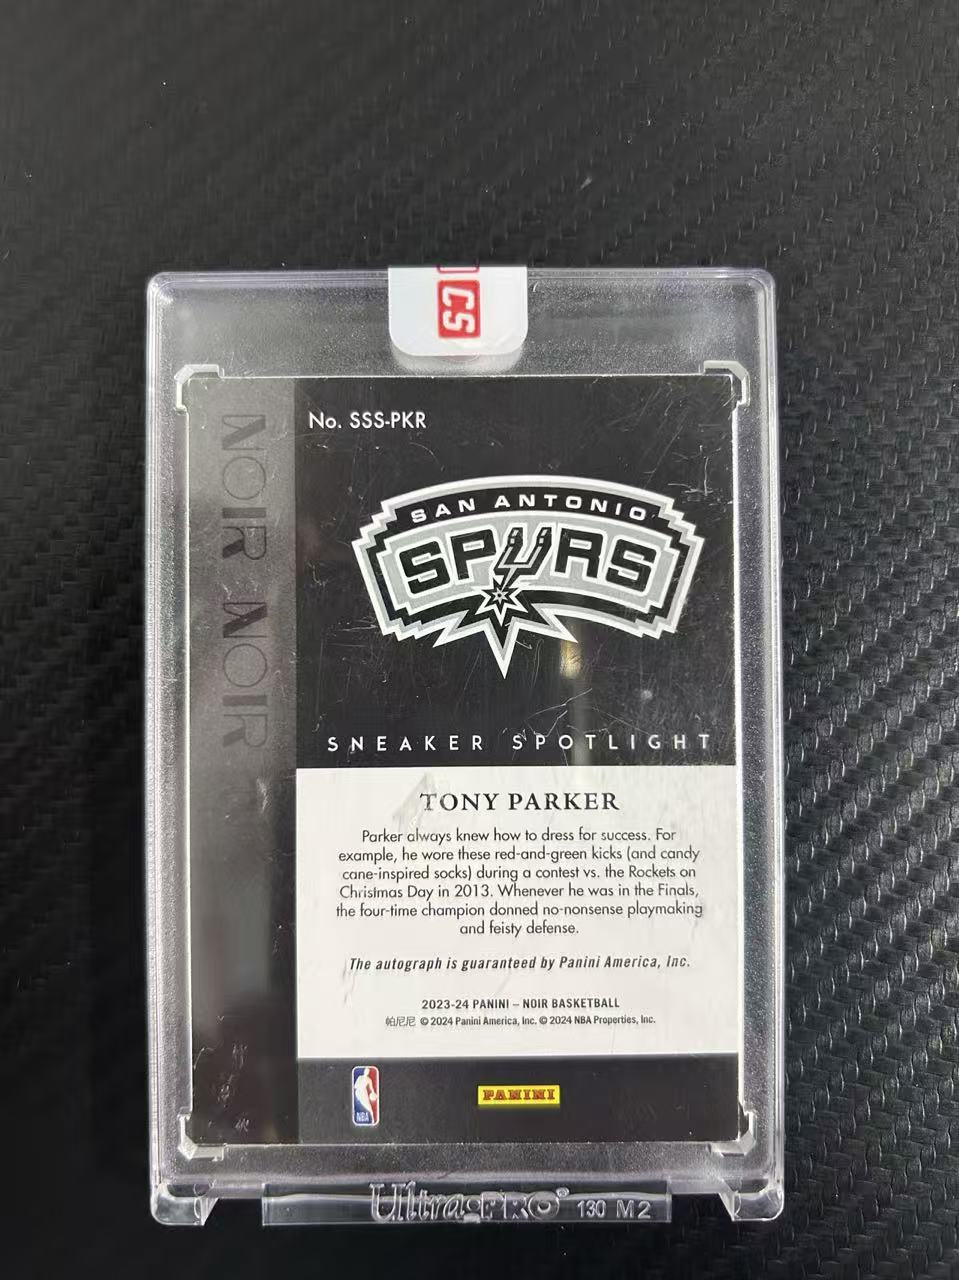 CS
No. SSS-PKR
NOIR NOIR
SAN ANTONIO
SPURS
SNEAKER SPOTLIGHT
TONY PARKER
Parker always knew how to dress for success. For
example, he wore these red-and-green kicks (and candy
cane-inspired socks) during a contest vs. the Rockets on
Christmas Day in 2013. Whenever he was in the Finals,
the four-time champion donned no-nonsense playmaking
and feisty defense.
The autograph is guaranteed by Panini America, Inc.
2023-24 PANINI – NOIR BASKETBALL
帕尼尼 © 2024 Panini America, Inc. © 2024 NBA Properties, Inc.
NBA
PANINI
Ultra PRO® 130 M2